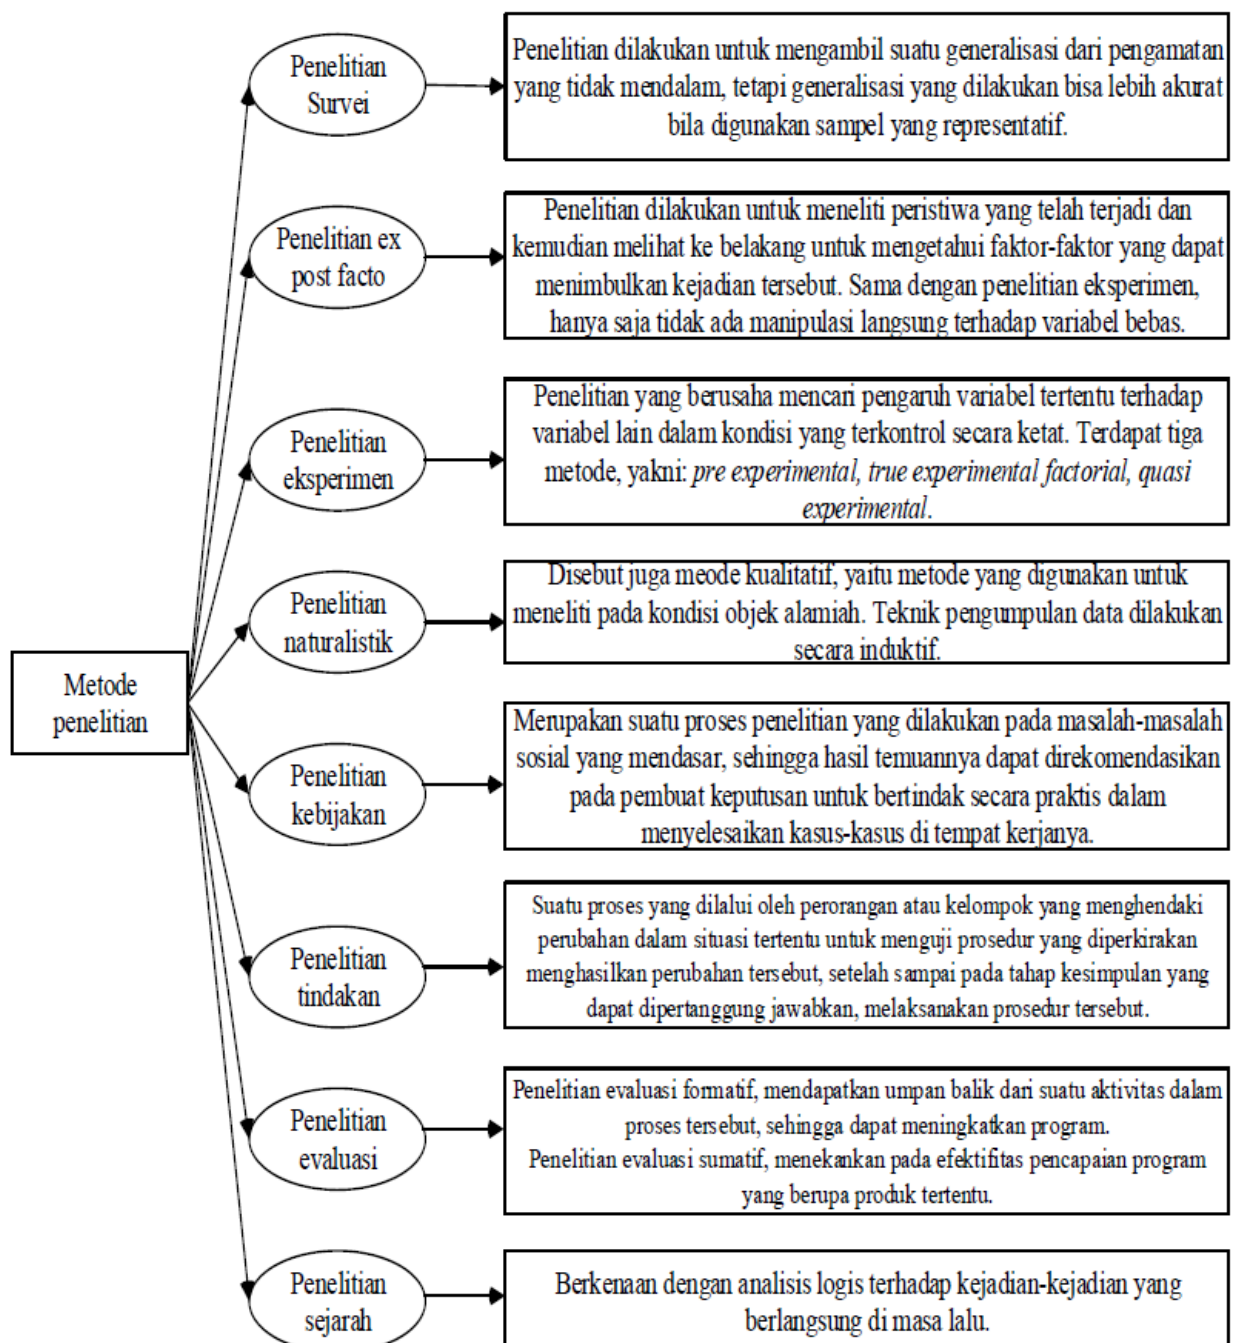 Penelitian
Survei
Penelitian dilakukan untuk mengambil suatu generalisasi dari pengamatan
yang tidak mendalam, tetapi generalisasi yang dilakukan bisa lebih akurat
bila digunakan sampel yang representatif.
Penelitian ex
post facto
Penelitian dilakukan untuk meneliti peristiwa yang telah terjadi dan
kemudian melihat ke belakang untuk mengetahui faktor-faktor yang dapat
menimbulkan kejadian tersebut. Sama dengan penelitian eksperimen,
hanya saja tidak ada manipulasi langsung terhadap variabel bebas.
Penelitian
eksperimen
Penelitian yang berusaha mencari pengaruh variabel tertentu terhadap
variabel lain dalam kondisi yang terkontrol secara ketat. Terdapat tiga
metode, yakni: pre experimental, true experimental factorial, quasi
experimental.
Penelitian
naturalistik
Disebut juga meode kualitatif, yaitu metode yang digunakan untuk
meneliti pada kondisi objek alamiah. Teknik pengumpulan data dilakukan
secara induktif.
Metode
penelitian
Penelitian
kebijakan
Merupakan suatu proses penelitian yang dilakukan pada masalah-masalah
sosial yang mendasar, sehingga hasil temuannya dapat direkomendasikan
pada pembuat keputusan untuk bertindak secara praktis dalam
menyelesaikan kasus-kasus di tempat kerjanya.
Penelitian
tindakan
Suatu proses yang dilalui oleh perorangan atau kelompok yang menghendaki
perubahan dalam situasi tertentu untuk menguji prosedur yang diperkirakan
menghasilkan perubahan tersebut, setelah sampai pada tahap kesimpulan yang
dapat dipertanggung jawabkan, melaksanakan prosedur tersebut.
Penelitian
evaluasi
Penelitian evaluasi formatif, mendapatkan umpan balik dari suatu aktivitas dalam
proses tersebut, sehingga dapat meningkatkan program.
Penelitian evaluasi sumatif, menekankan pada efektifitas pencapaian program
yang berupa produk tertentu.
Penelitian
sejarah
Berkenaan dengan analisis logis terhadap kejadian-kejadian yang
berlangsung di masa lalu.